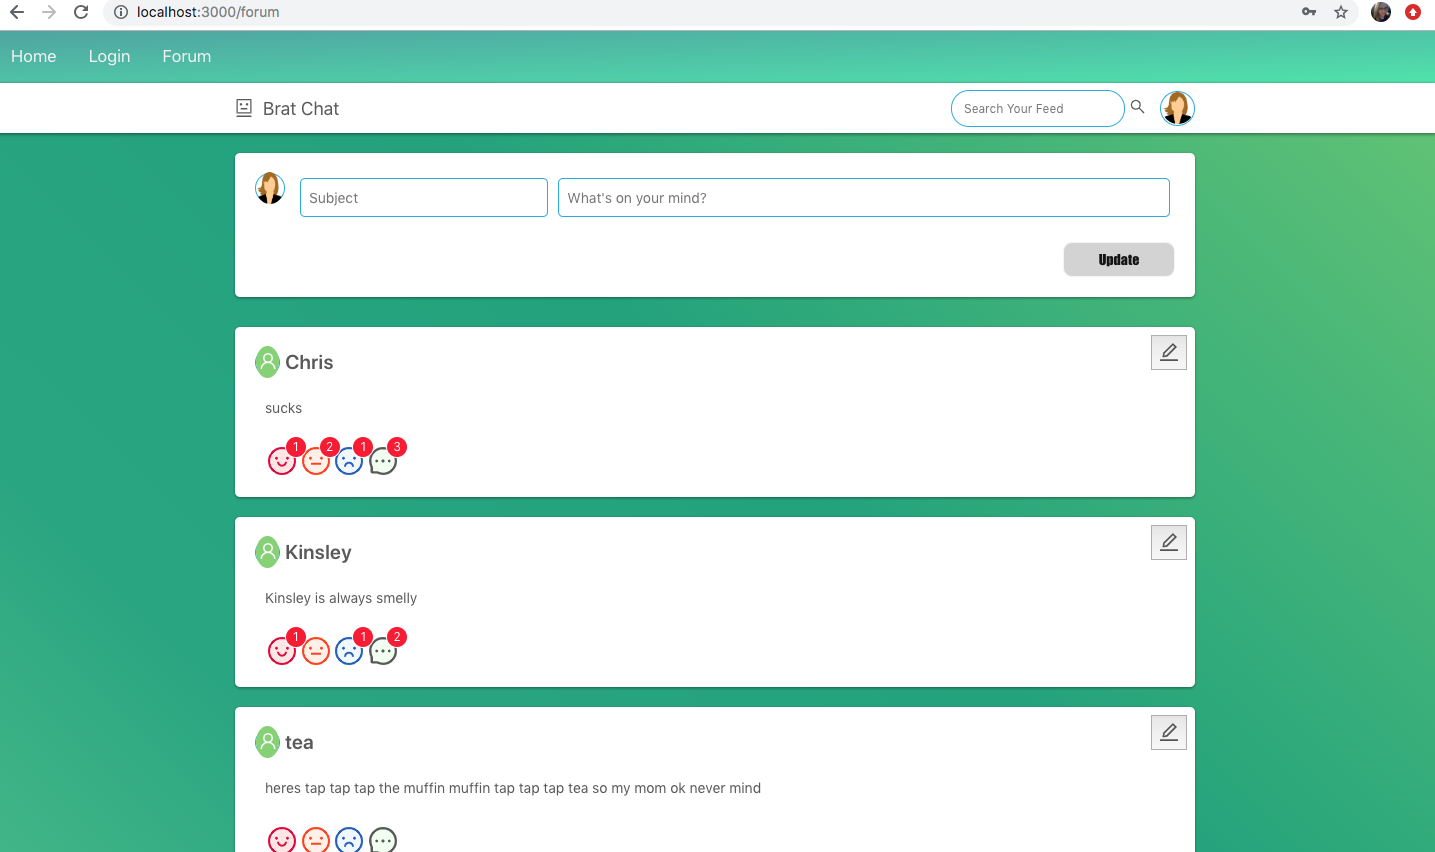 localhost:3000/forum
Home Login Forum
Brat Chat Search Your Feed
Subject What's on your mind?
Update
Chris
sucks
1 2 1 3
Kinsley
Kinsley is always smelly
1 1 2
tea
heres tap tap tap the muffin muffin tap tap tap tea so my mom ok never mind